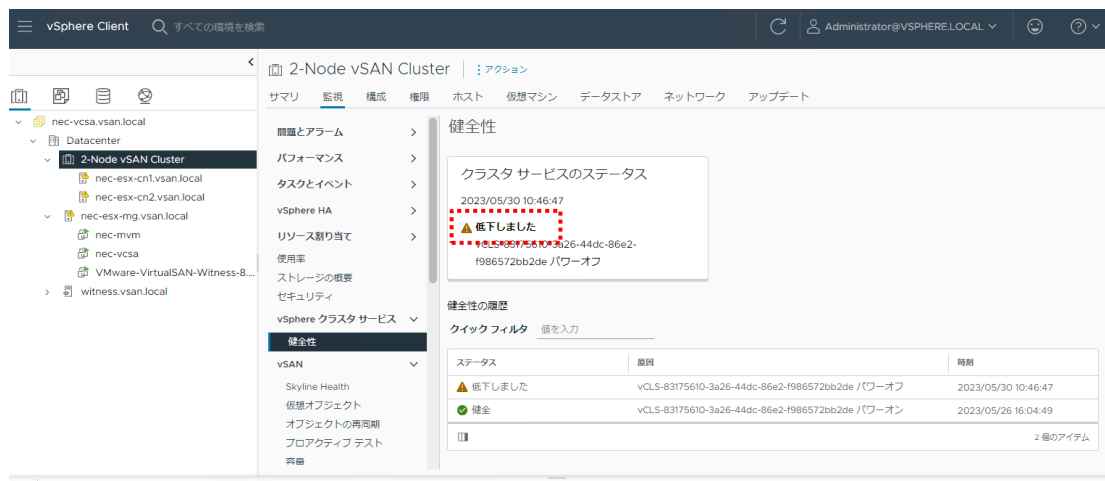 vSphere Client すべての環境を検索 Administrator@VSPHERE.LOCAL
2-Node vSAN Cluster アクション
サマリ 監視 構成 権限 ホスト 仮想マシン データストア ネットワーク アップデート
nec-vcsa.vsan.local
Datacenter
2-Node vSAN Cluster
nec-esx-cn1.vsan.local
nec-esx-cn2.vsan.local
nec-esx-mg.vsan.local
nec-mvm
nec-vcsa
VMware-VirtualSAN-Witness-8....
witness.vsan.local
問題とアラーム
パフォーマンス
タスクとイベント
vSphere HA
リソース割り当て
使用率
ストレージの概要
セキュリティ
vSphere クラスタ サービス
健全性
vSAN
Skyline Health
仮想オブジェクト
オブジェクトの再同期
プロアクティブ テスト
容量
健全性
クラスタ サービスのステータス
2023/05/30 10:46:47
低下しました
vCLS-83175610-3a26-44dc-86e2-
f986572bb2de パワーオフ
健全性の履歴
クイック フィルタ 値を入力
ステータス 原因 時刻
低下しました vCLS-83175610-3a26-44dc-86e2-f986572bb2de パワーオフ 2023/05/30 10:46:47
健全 vCLS-83175610-3a26-44dc-86e2-f986572bb2de パワーオン 2023/05/26 16:04:49
2 個のアイテム